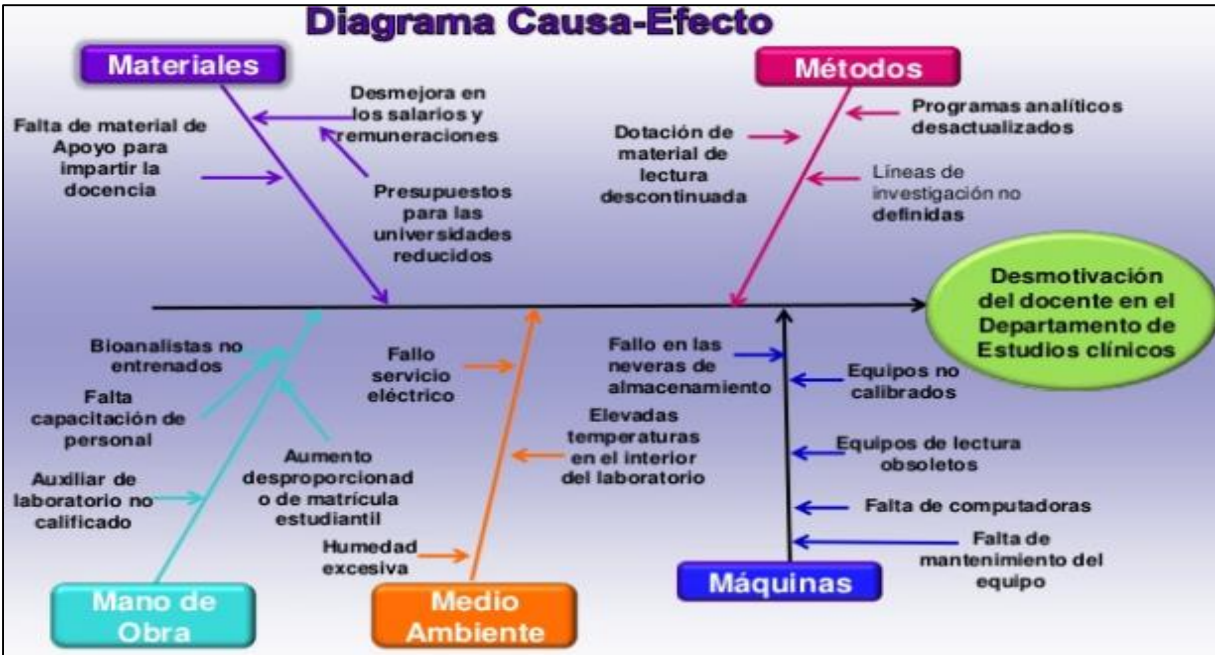 Diagrama Causa-Efecto
Materiales
Métodos
Desmejora en
los salarios y
remuneraciones
Falta de material de
Apoyo para
impartir la
docencia
Presupuestos
para las
universidades
reducidos
Programas analíticos
desactualizados
Dotación de
material de
lectura
descontinuada
Líneas de
investigación no
definidas
Desmotivación
del docente en el
Departamento de
Estudios clínicos
Bioanalistas no
entrenados
Falta
capacitación de
personal
Auxiliar de
laboratorio no
calificado
Aumento
desproporcionad
o de matrícula
estudiantil
Fallo
servicio
eléctrico
Elevadas
temperaturas
en el interior
del laboratorio
Humedad
excesiva
Fallo en las
neveras de
almacenamiento
Equipos no
calibrados
Equipos de lectura
obsoletos
Falta de computadoras
Falta de
mantenimiento del
equipo
Mano de
Obra
Medio
Ambiente
Máquinas